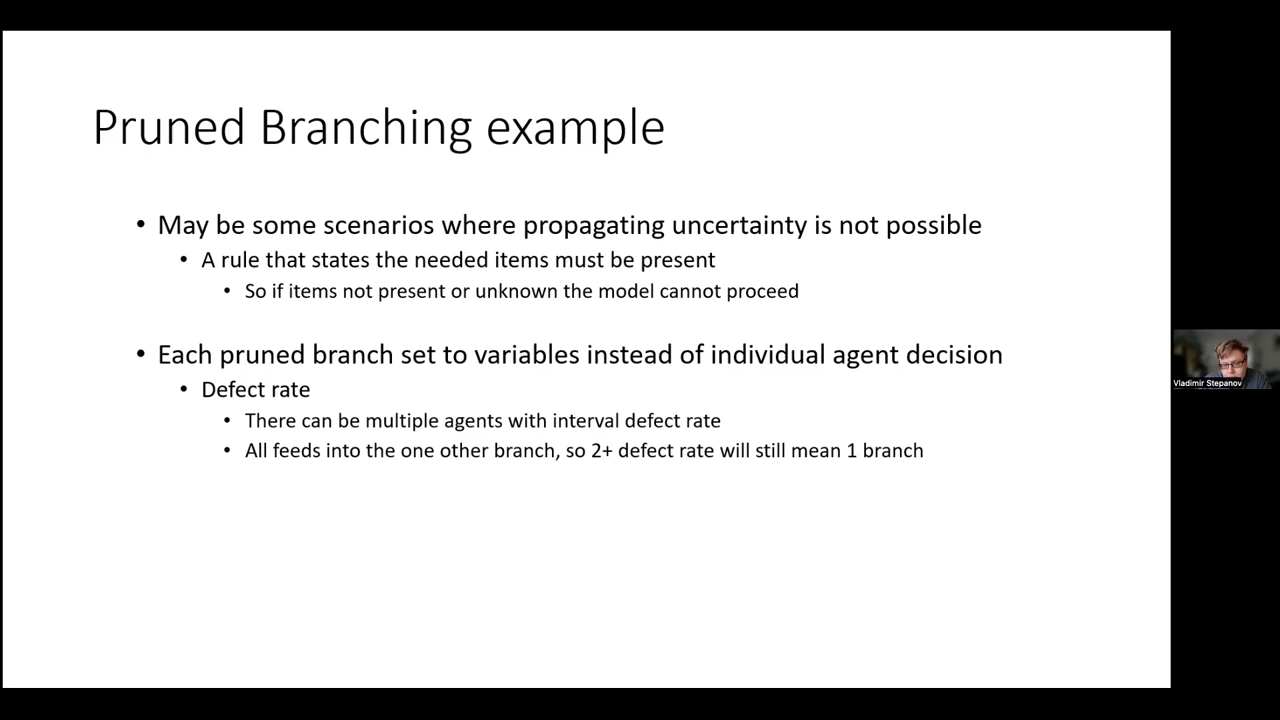 Pruned Branching example
• May be some scenarios where propagating uncertainty is not possible
• A rule that states the needed items must be present
• So if items not present or unknown the model cannot proceed
• Each pruned branch set to variables instead of individual agent decision
• Defect rate
• There can be multiple agents with interval defect rate
• All feeds into the one other branch, so 2+ defect rate will still mean 1 branch
Vladimir Stepanov